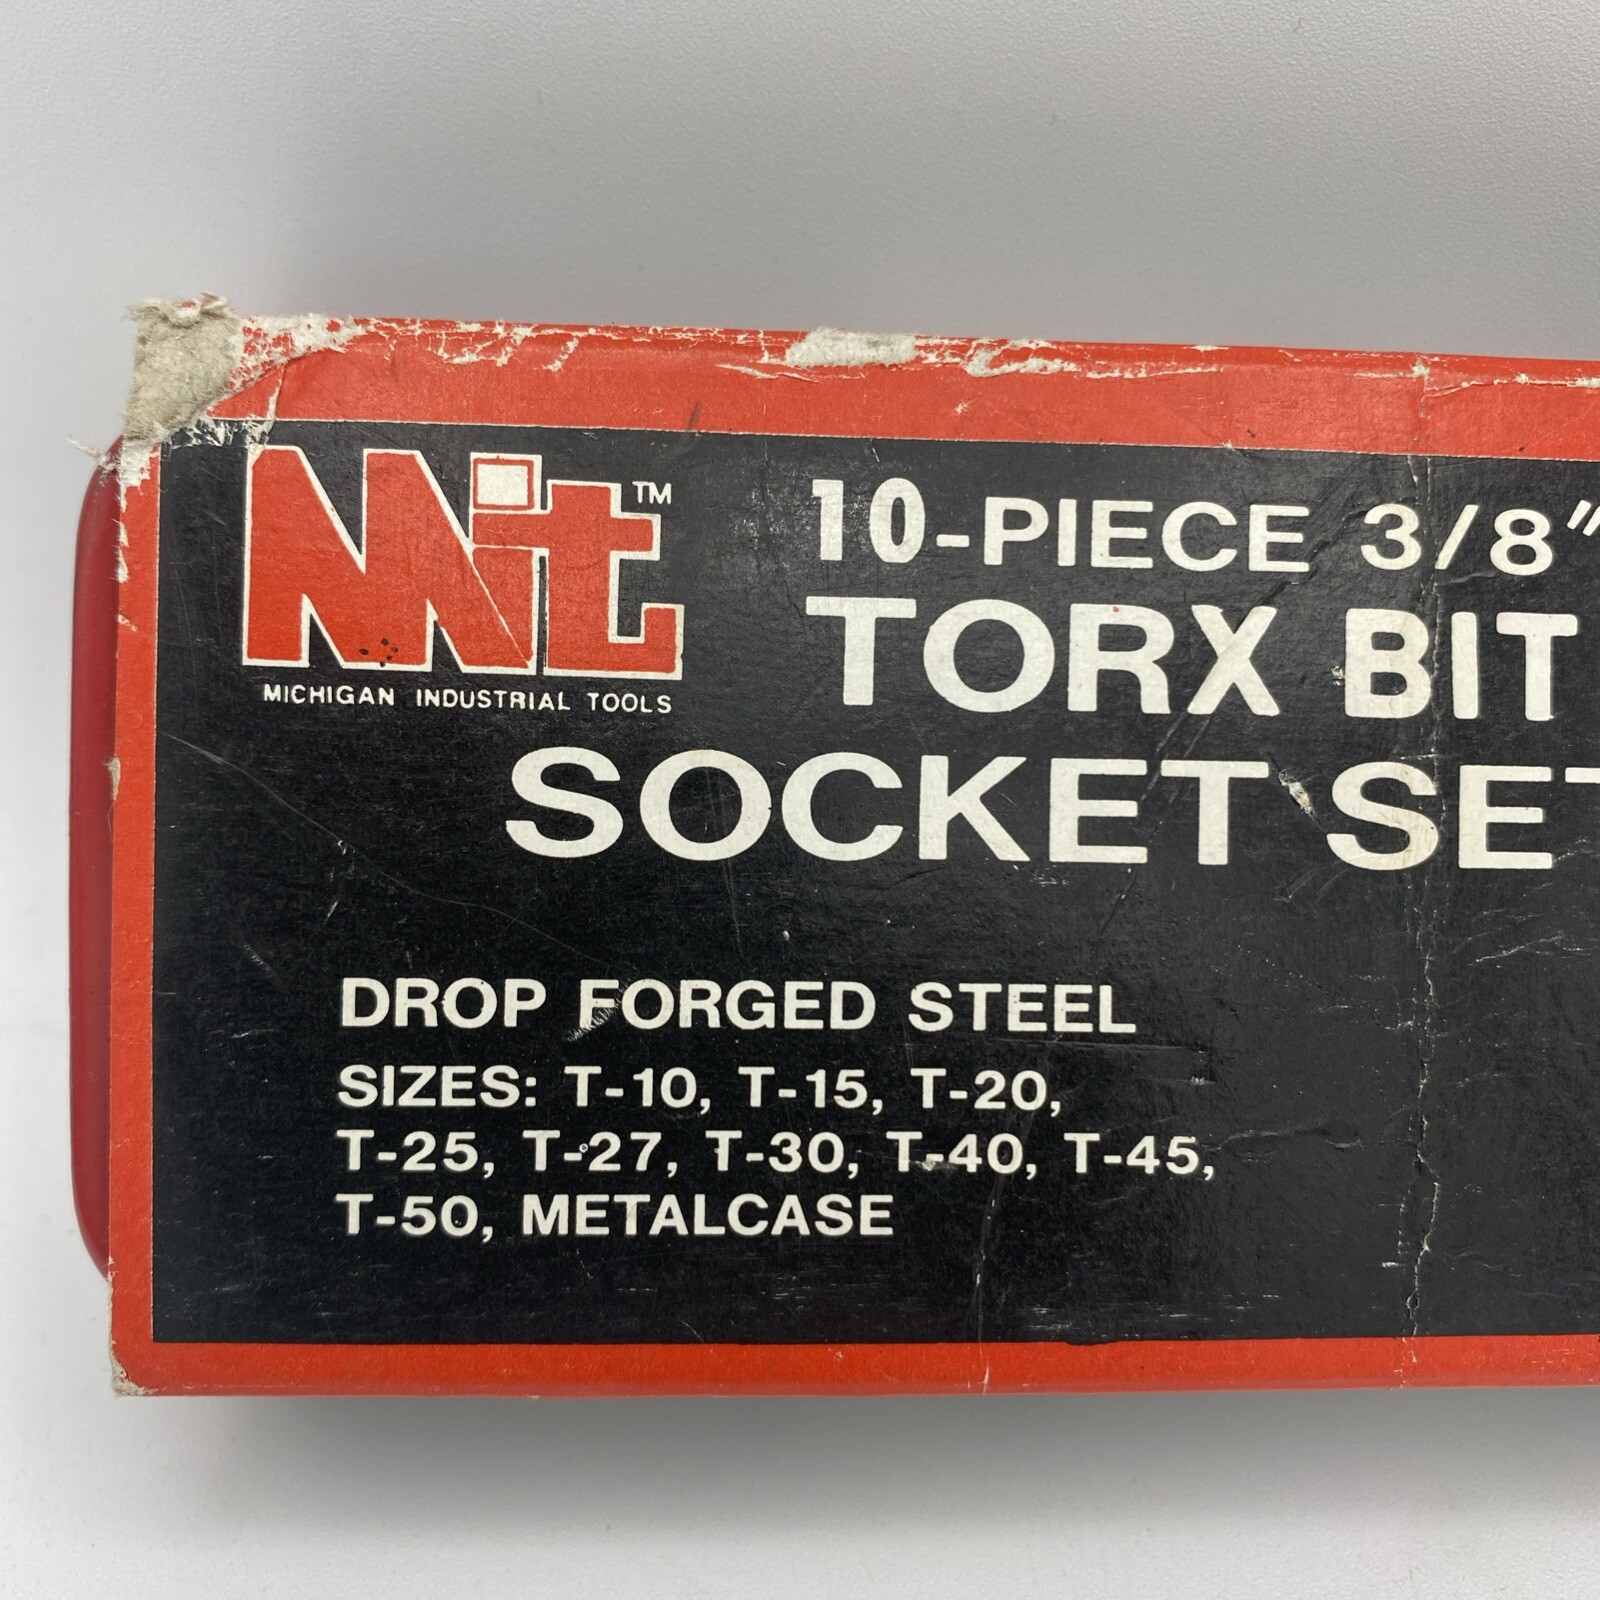 MiT™
MICHIGAN INDUSTRIAL TOOLS
10-PIECE 3/8"
TORX BIT
SOCKET SET
DROP FORGED STEEL
SIZES: T-10, T-15, T-20,
T-25, T-27, T-30, T-40, T-45,
T-50, METALCASE